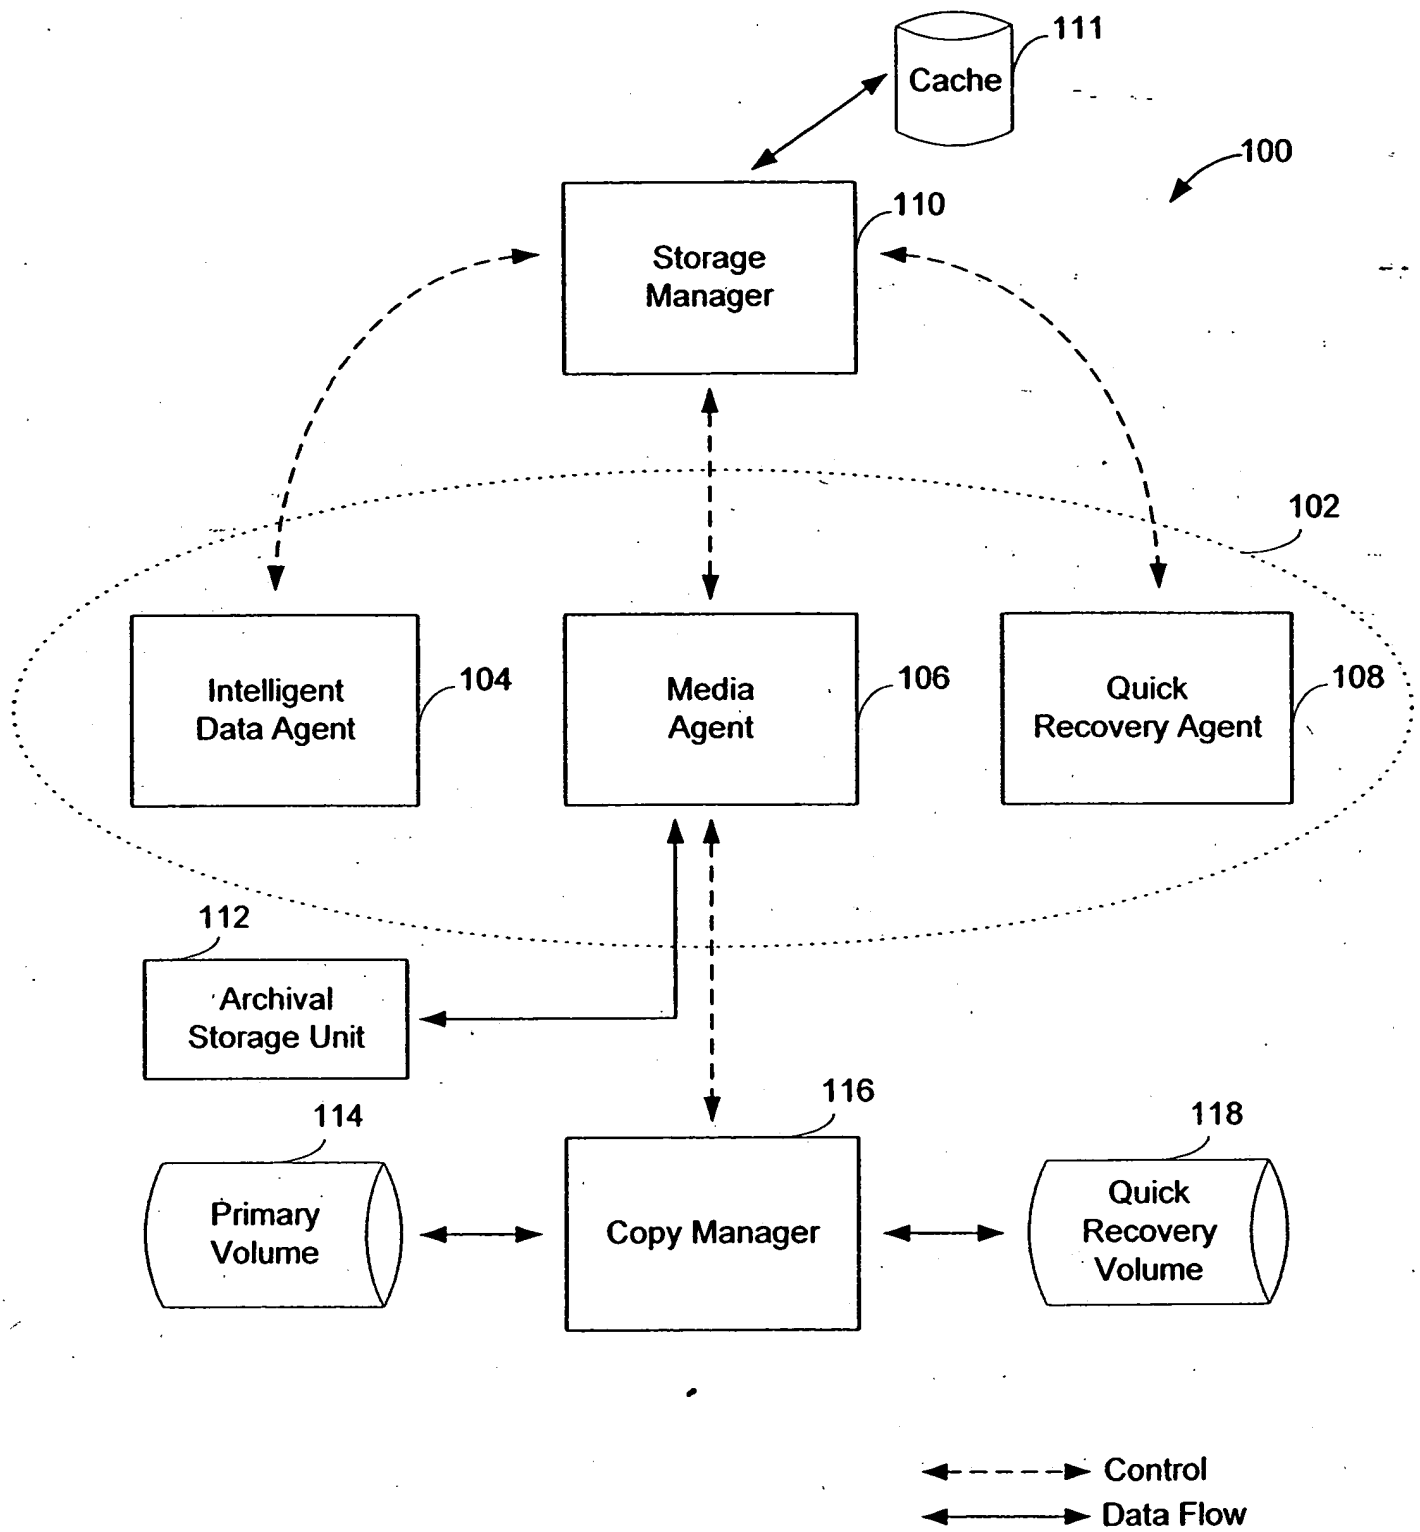 111
Cache
100
110
Storage
Manager
102
Intelligent
Data Agent
104
Media
Agent
106
Quick
Recovery Agent
108
112
Archival
Storage Unit
114
116
118
Primary
Volume
Copy Manager
Quick
Recovery
Volume
Control
Data Flow